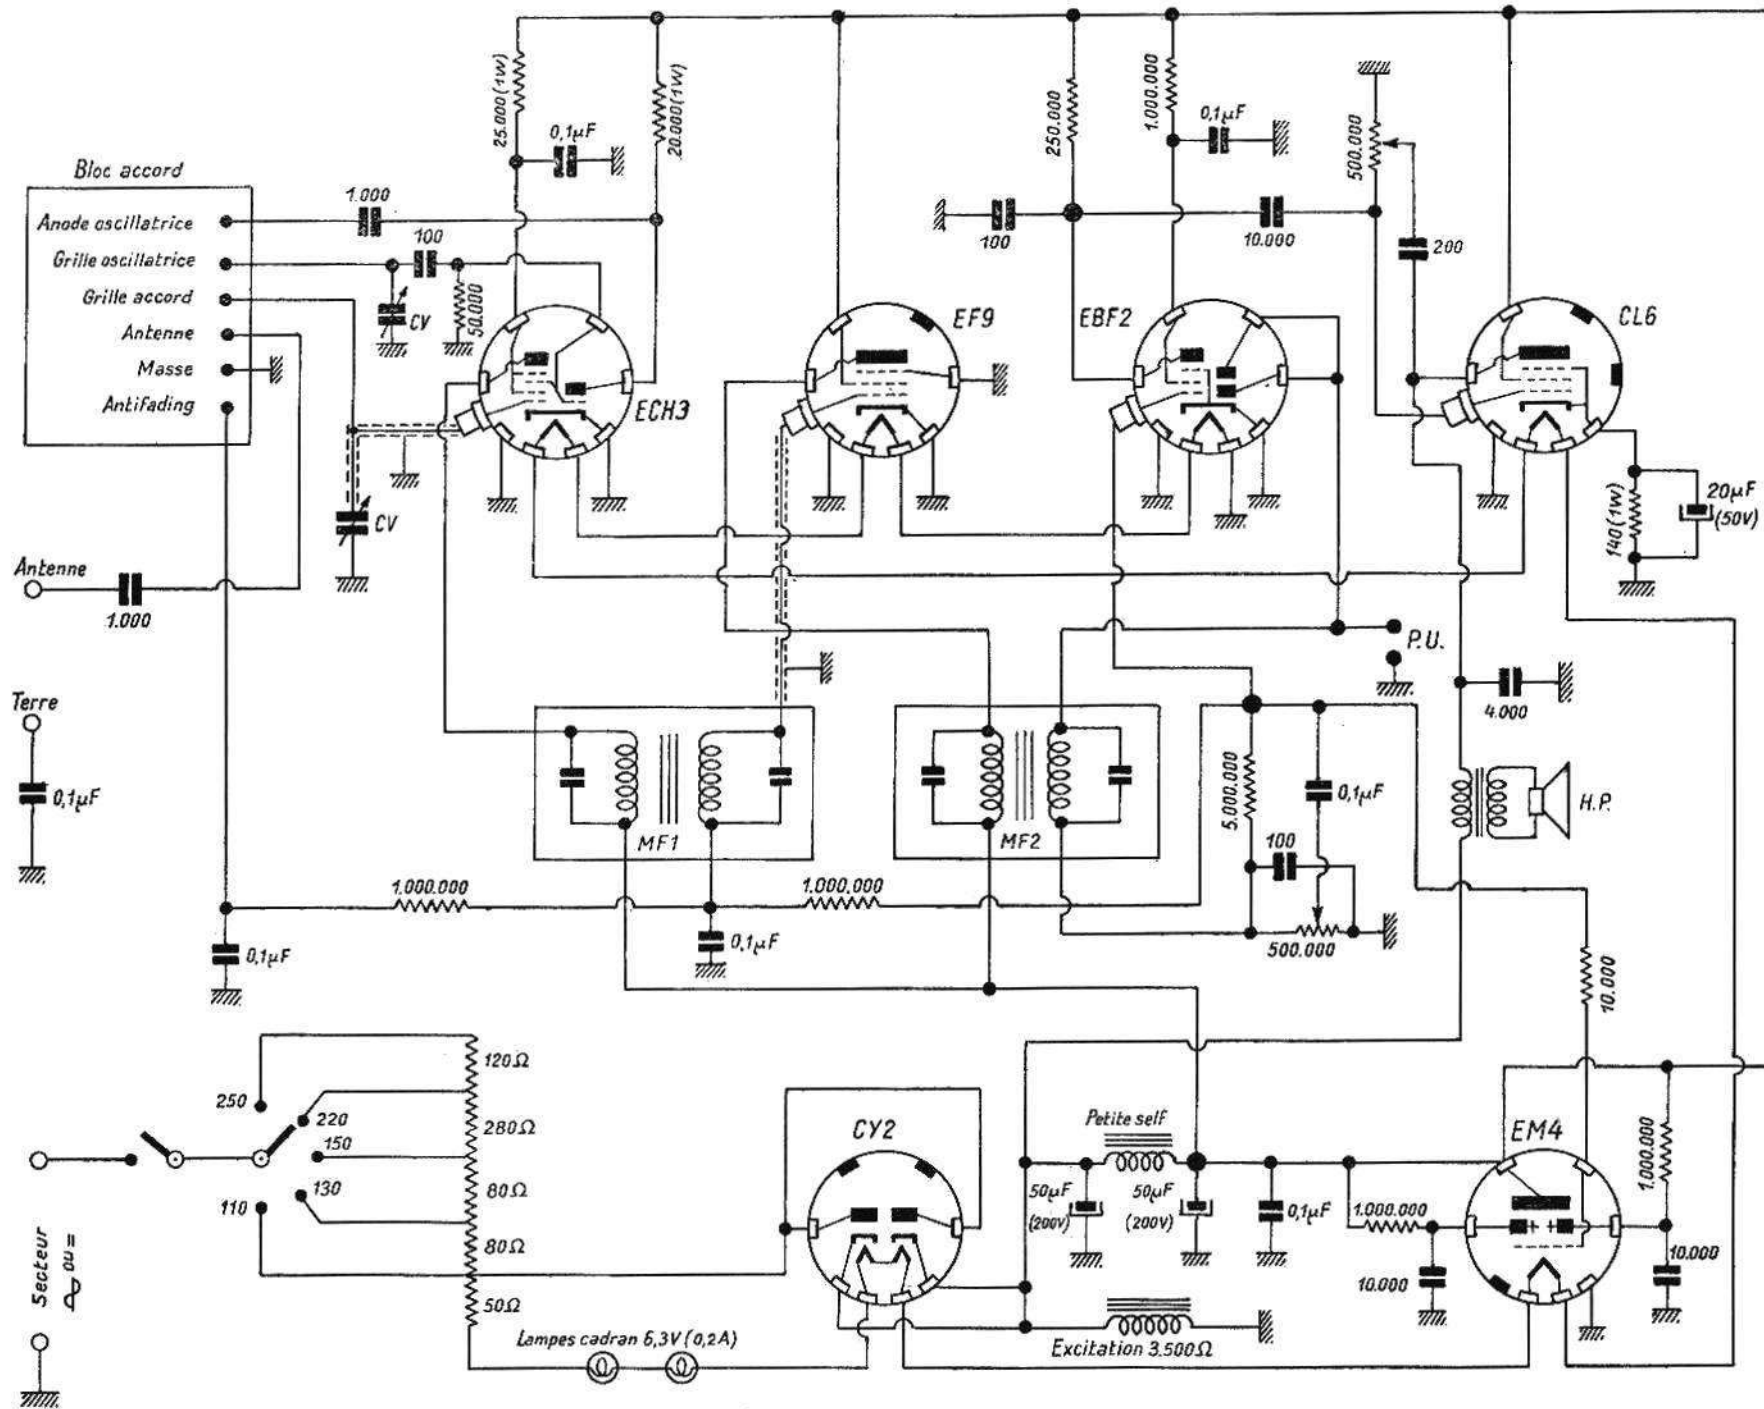 25.000 (1W)
0,1µF
20.000 (1W)
250.000
1.000.000
0,1µF
500.000
Bloc accord
Anode oscillatrice
Grille oscillatrice
Grille accord
Antenne
Masse
Antifading
1.000
100
50.000
CV
CV
100
10.000
200
ECH3
EF9
EBF2
CL6
140 (1W)
20µF
(50V)
Antenne
1.000
Terre
0,1µF
P.U.
4.000
H.P.
MF1
MF2
5.000.000
0,1µF
100
500.000
1.000.000
1.000.000
0,1µF
0,1µF
10.000
250
220
150
130
110
120Ω
280Ω
80Ω
80Ω
50Ω
Secteur
ou =
Lampes cadran 6,3V (0,2A)
CY2
Petite self
50µF
(200V)
50µF
(200V)
0,1µF
Excitation 3.500Ω
EM4
1.000.000
10.000
1.000.000
10.000